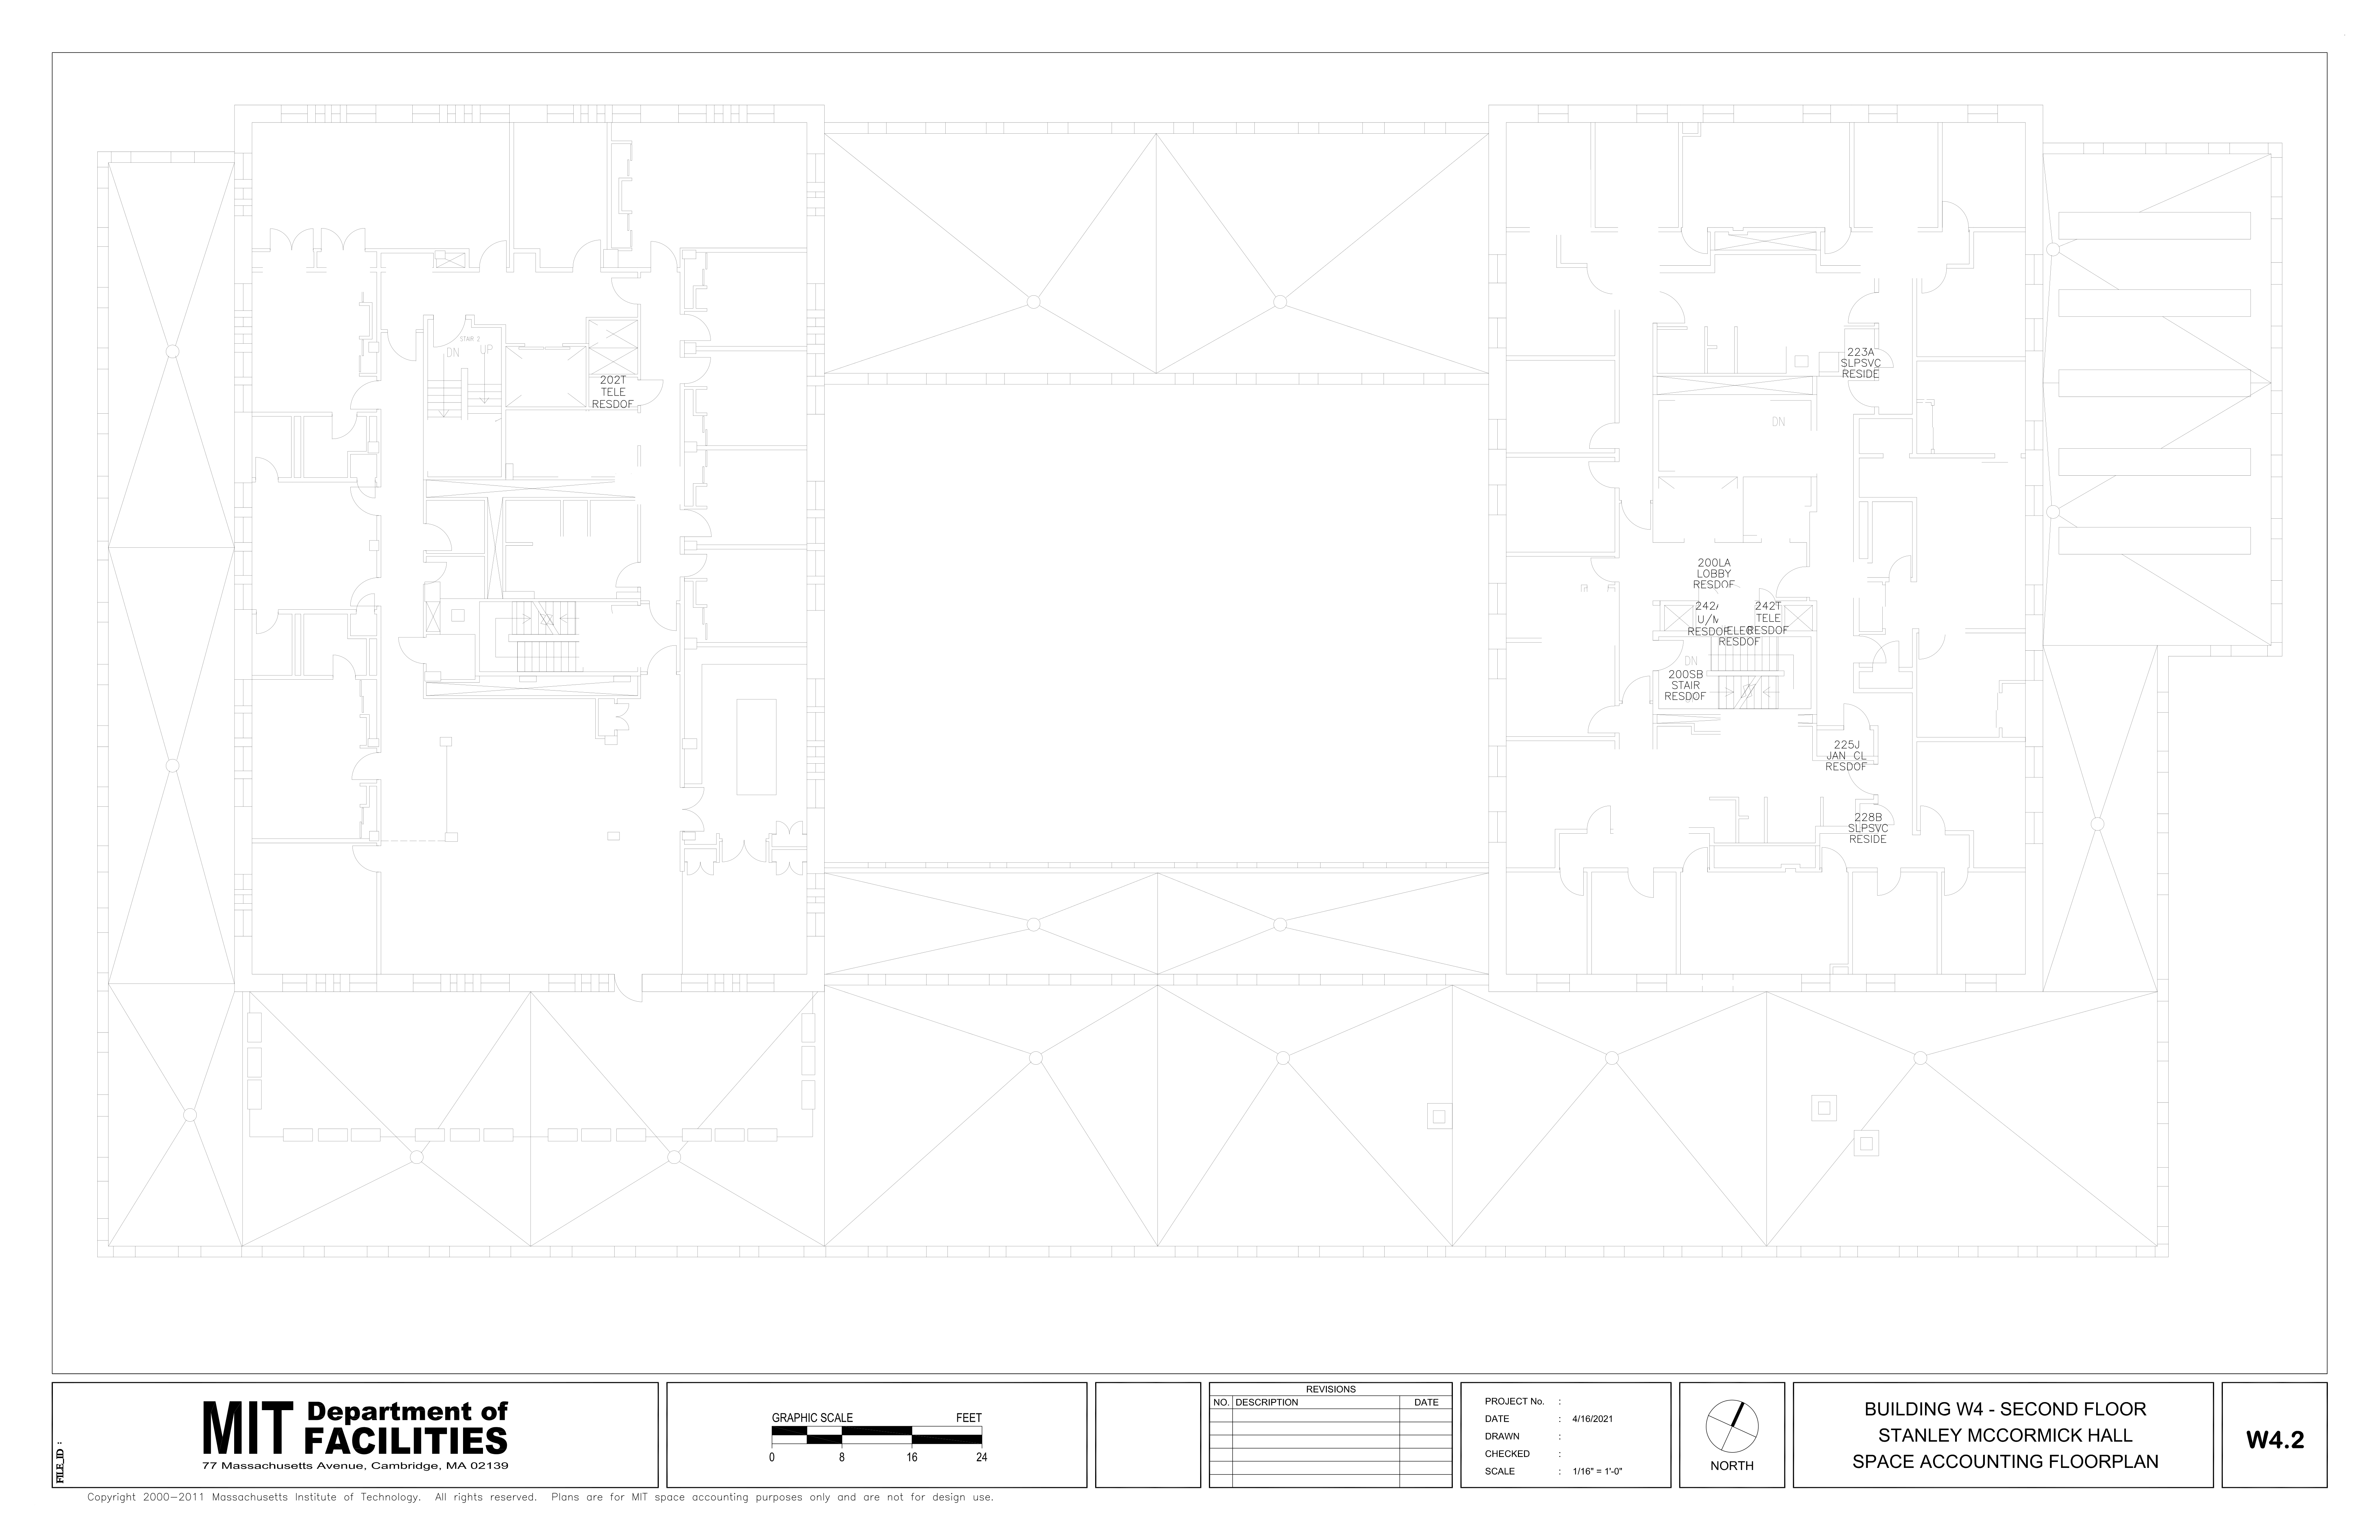 STAIR 2
DN UP
202T
TELE
RESDOF
223A
SLPSVC
RESIDE
DN
200LA
LOBBY
RESDOF
242T
TELE
RESDOF
U/M
RESDOF
ELEC
RESDOF
DN
200SB
STAIR
RESDOF
225J
JAN CL
RESDOF
228B
SLPSVC
RESIDE
FILE_ID :
MIT Department of
FACILITIES
77 Massachusetts Avenue, Cambridge, MA 02139
GRAPHIC SCALE FEET
0 8 16 24
REVISIONS
NO. DESCRIPTION DATE
PROJECT No. :
DATE : 4/16/2021
DRAWN :
CHECKED :
SCALE : 1/16" = 1'-0"
NORTH
BUILDING W4 - SECOND FLOOR
STANLEY MCCORMICK HALL
SPACE ACCOUNTING FLOORPLAN
W4.2
Copyright 2000-2011 Massachusetts Institute of Technology. All rights reserved. Plans are for MIT space accounting purposes only and are not for design use.